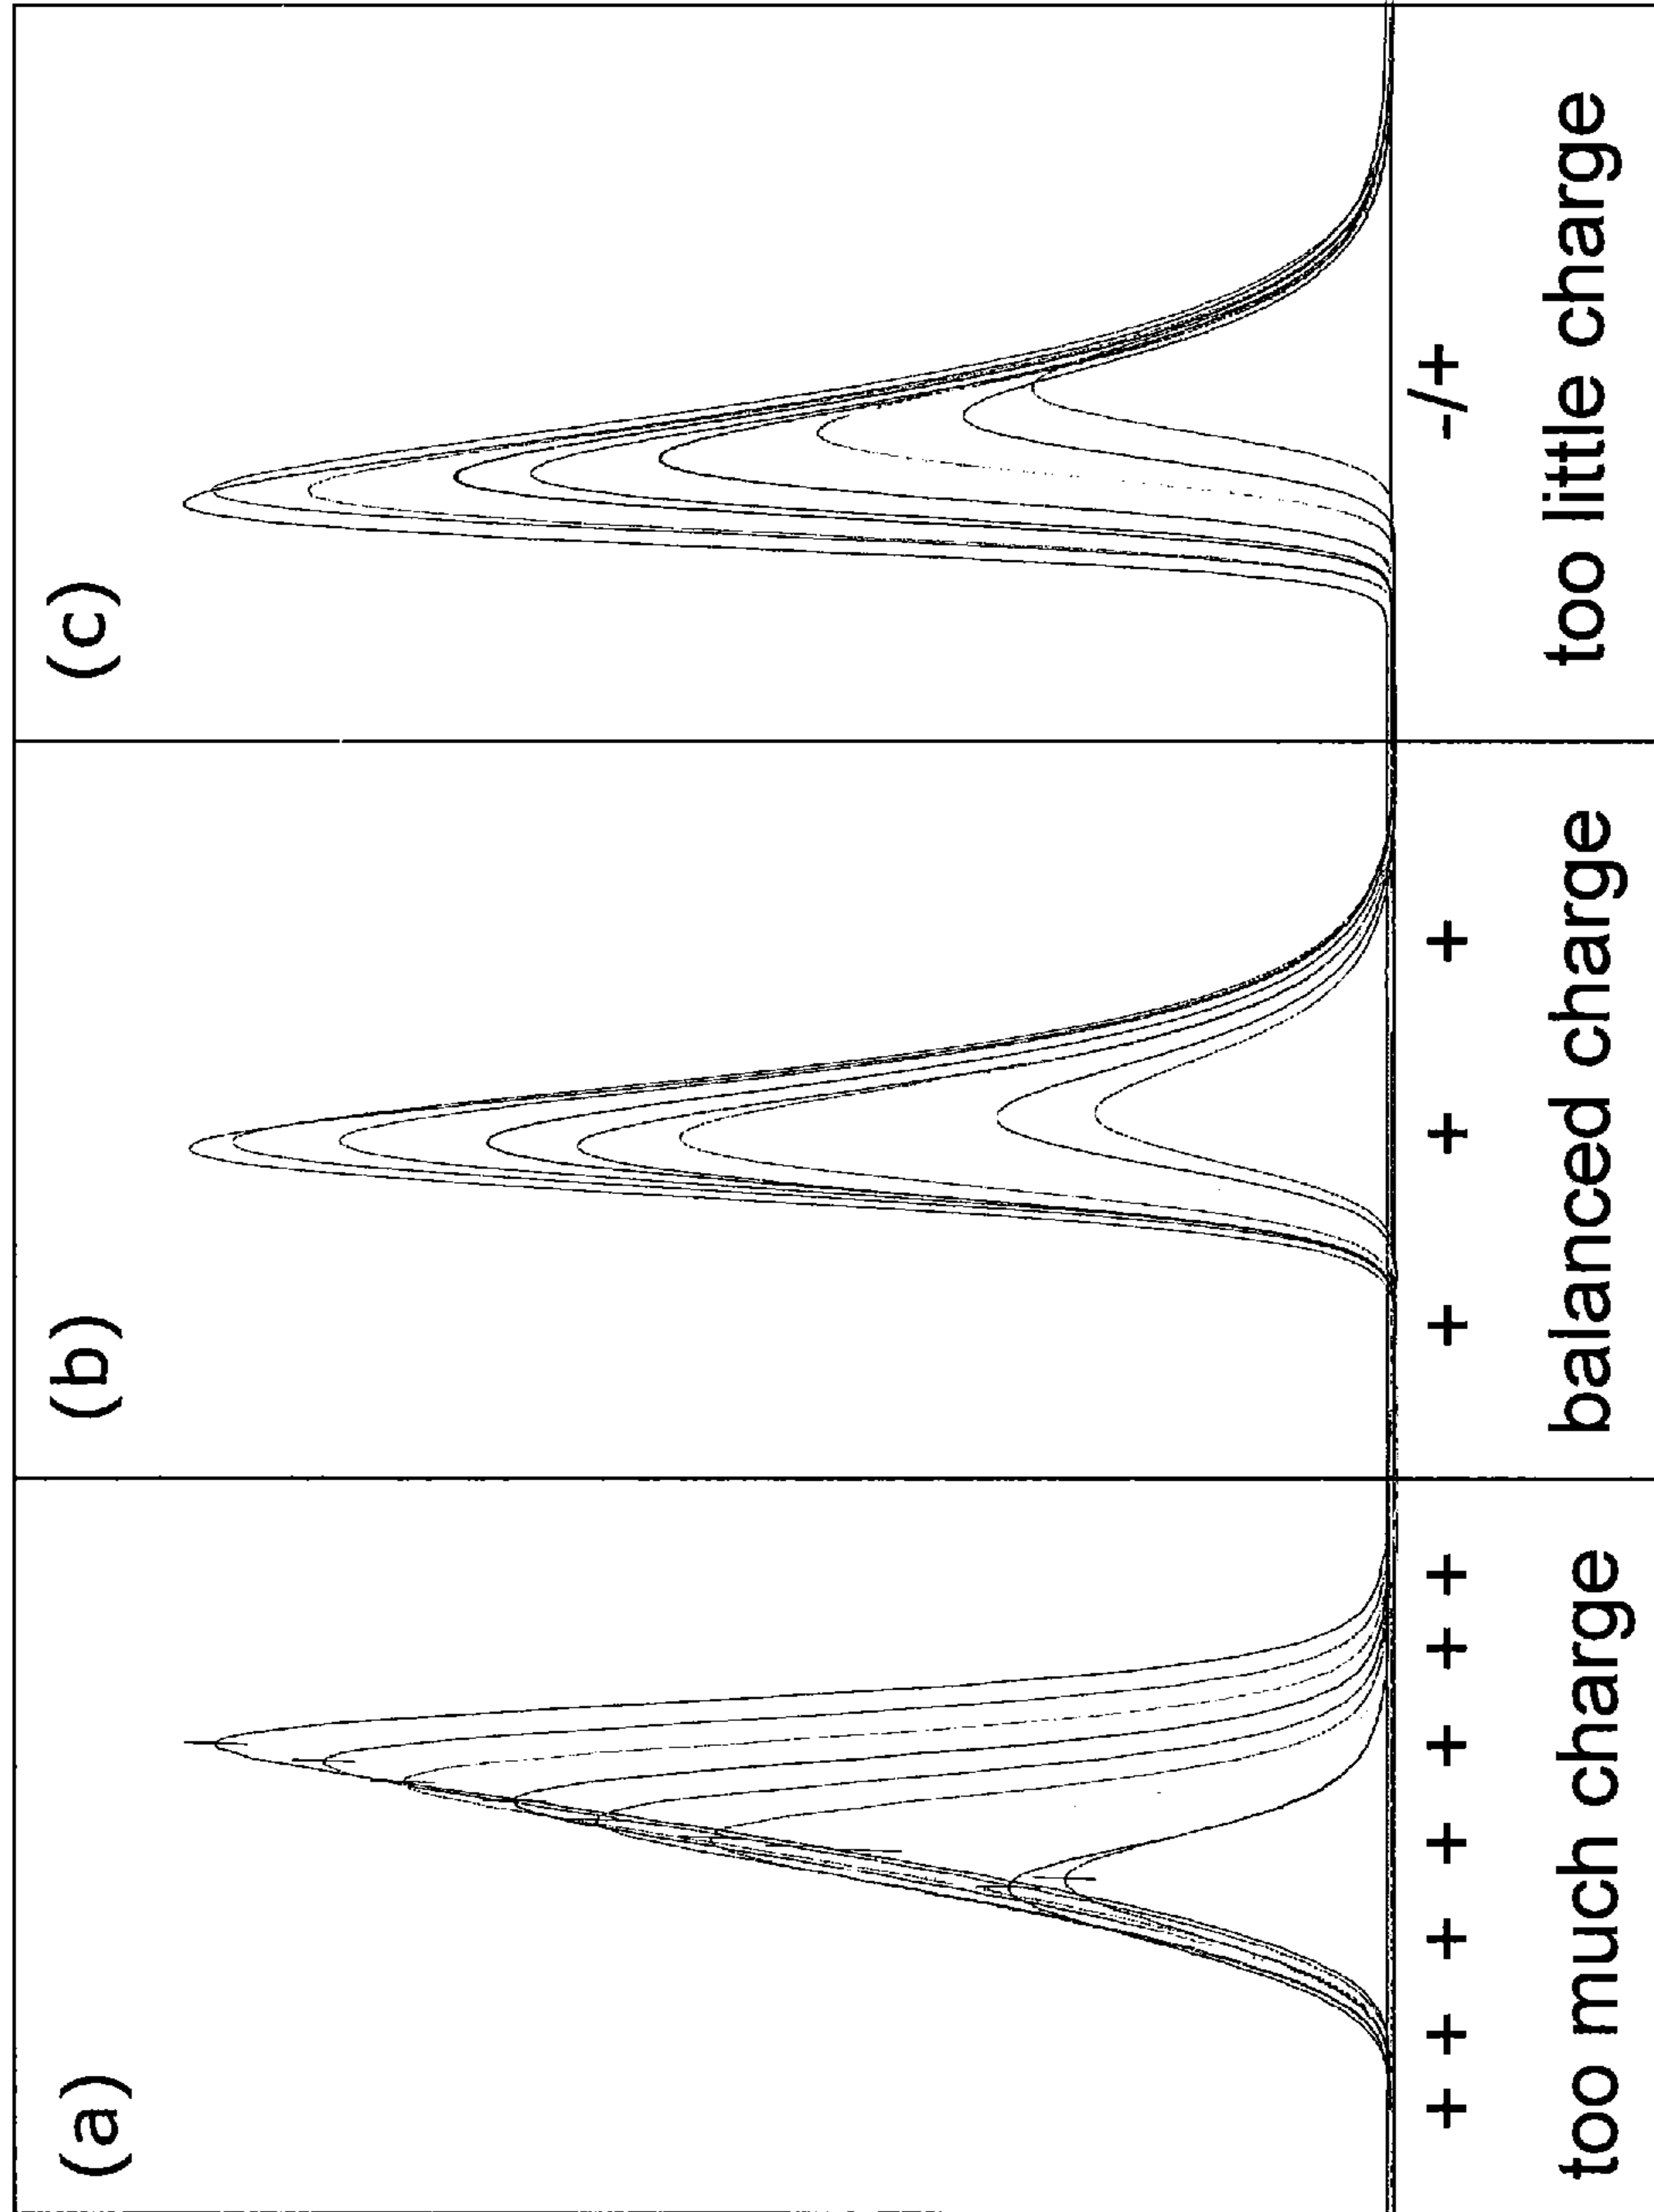 (a)
+ + + + + + +
too much charge
(b)
+ + +
balanced charge
(c)
-/+
too little charge